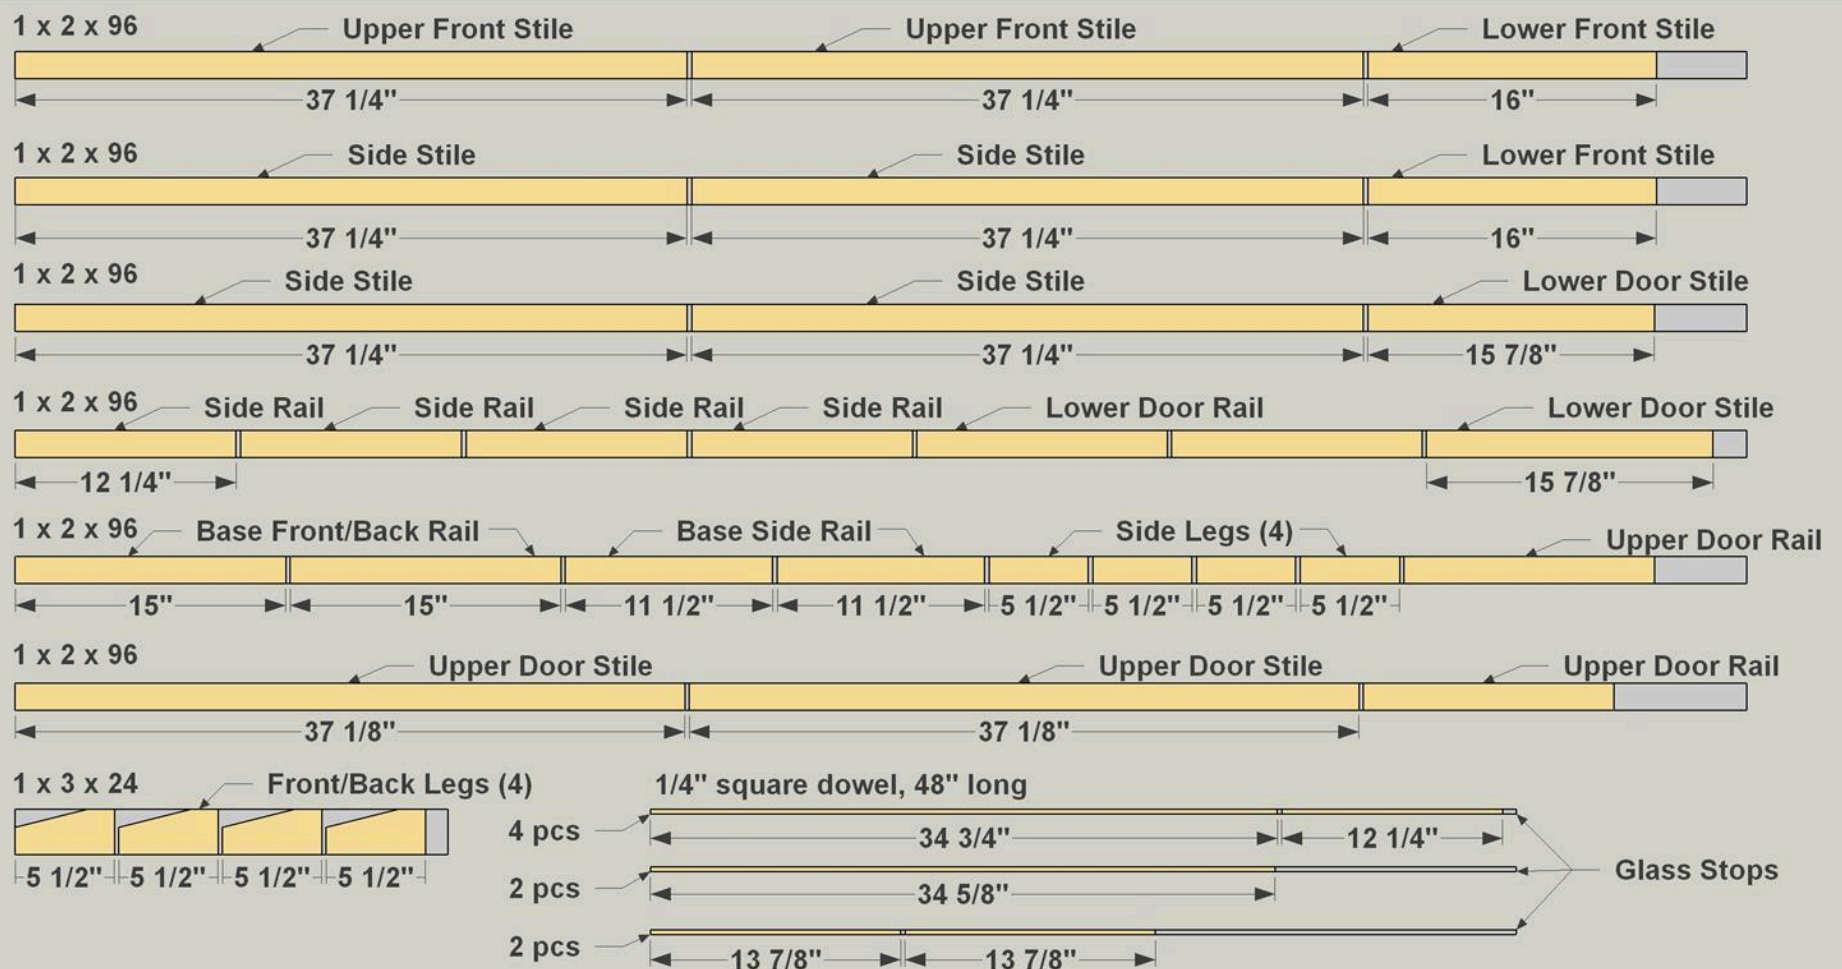 1 x 2 x 96
Upper Front Stile
Upper Front Stile
Lower Front Stile
37 1/4"
37 1/4"
16"
1 x 2 x 96
Side Stile
Side Stile
Lower Front Stile
37 1/4"
37 1/4"
16"
1 x 2 x 96
Side Stile
Side Stile
Lower Door Stile
37 1/4"
37 1/4"
15 7/8"
1 x 2 x 96
Side Rail
Side Rail
Side Rail
Side Rail
Lower Door Rail
Lower Door Stile
12 1/4"
15 7/8"
1 x 2 x 96
Base Front/Back Rail
Base Side Rail
Side Legs (4)
Upper Door Rail
15"
15"
11 1/2"
11 1/2"
5 1/2"
5 1/2"
5 1/2"
5 1/2"
1 x 2 x 96
Upper Door Stile
Upper Door Stile
Upper Door Rail
37 1/8"
37 1/8"
1 x 3 x 24
Front/Back Legs (4)
5 1/2"
5 1/2"
5 1/2"
5 1/2"
1/4" square dowel, 48" long
4 pcs
34 3/4"
12 1/4"
2 pcs
34 5/8"
Glass Stops
2 pcs
13 7/8"
13 7/8"